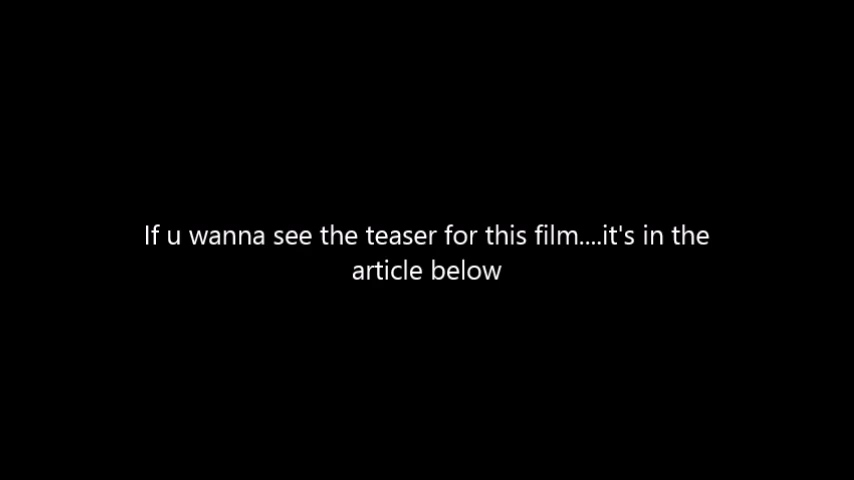 If u wanna see the teaser for this film....it's in the
article below